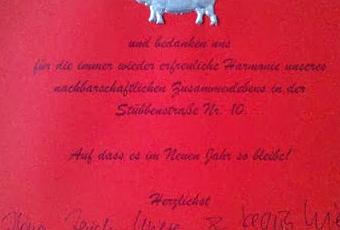 und bedanken uns
für die immer wieder erfreuliche Harmonie unseres
nachbarschaftlichen Zusammenlebens in der
Stübbenstraße Nr. 10.
Auf dass es im Neuen Jahr so bleibe!
Herzlichst